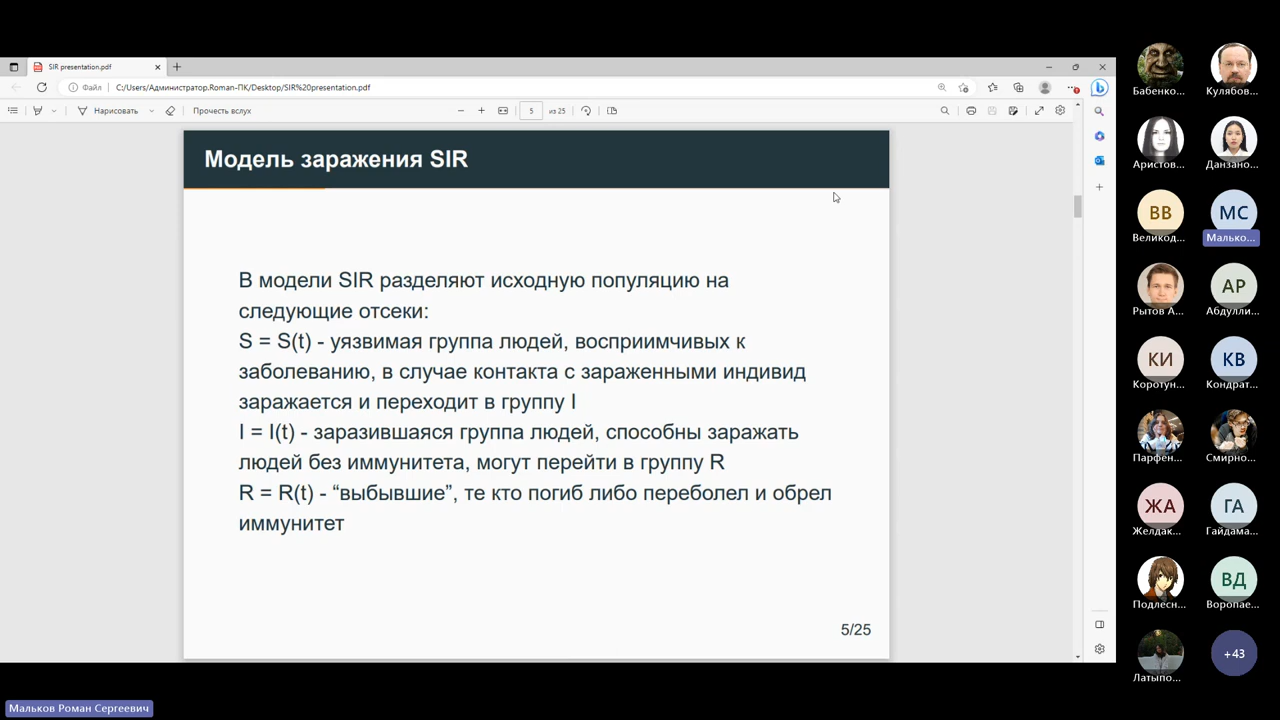 SIR presentation.pdf
Файл
C:/Users/Администратор.Roman-ПК/Desktop/SIR%20presentation.pdf
Нарисовать
Прочесть вслух
5
из 25
Модель заражения SIR
В модели SIR разделяют исходную популяцию на
следующие отсеки:
S = S(t) - уязвимая группа людей, восприимчивых к
заболеванию, в случае контакта с зараженными индивид
заражается и переходит в группу I
I = I(t) - заразившаяся группа людей, способны заражать
людей без иммунитета, могут перейти в группу R
R = R(t) - “выбывшие”, те кто погиб либо переболел и обрел
иммунитет
5/25
Бабенко...
Кулябов...
Аристов...
Данзано...
ВВ
Великод...
МС
Малько...
Рытов А...
АР
Абдулли...
КИ
Коротун...
КВ
Кондрат...
Парфен...
Смирно...
ЖА
Желдак...
ГА
Гайдама...
Подлесн...
ВД
Воропае...
Латыпо...
+43
Мальков Роман Сергеевич